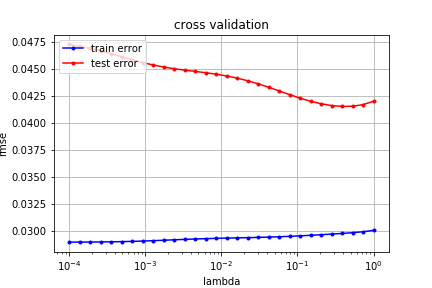 cross validation
train error
test error
0.0475
0.0450
0.0425
0.0400
0.0375
0.0350
0.0325
0.0300
rmse
10⁻⁴
10⁻³
10⁻²
10⁻¹
10⁰
lambda